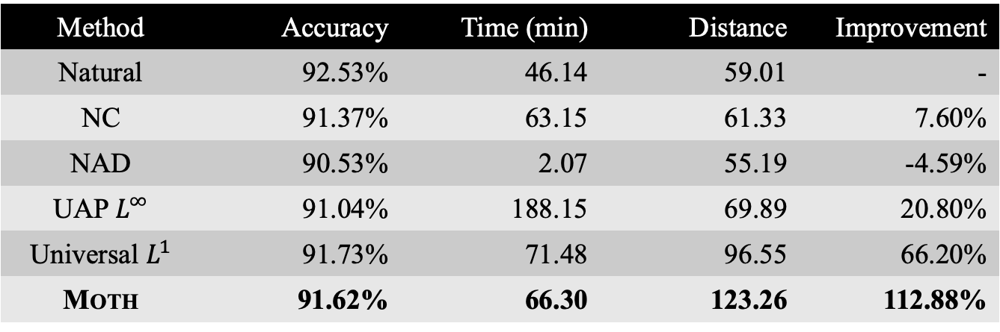 Method Accuracy Time (min) Distance Improvement
Natural 92.53% 46.14 59.01 -
NC 91.37% 63.15 61.33 7.60%
NAD 90.53% 2.07 55.19 -4.59%
UAP L∞ 91.04% 188.15 69.89 20.80%
Universal L¹ 91.73% 71.48 96.55 66.20%
MOTH 91.62% 66.30 123.26 112.88%